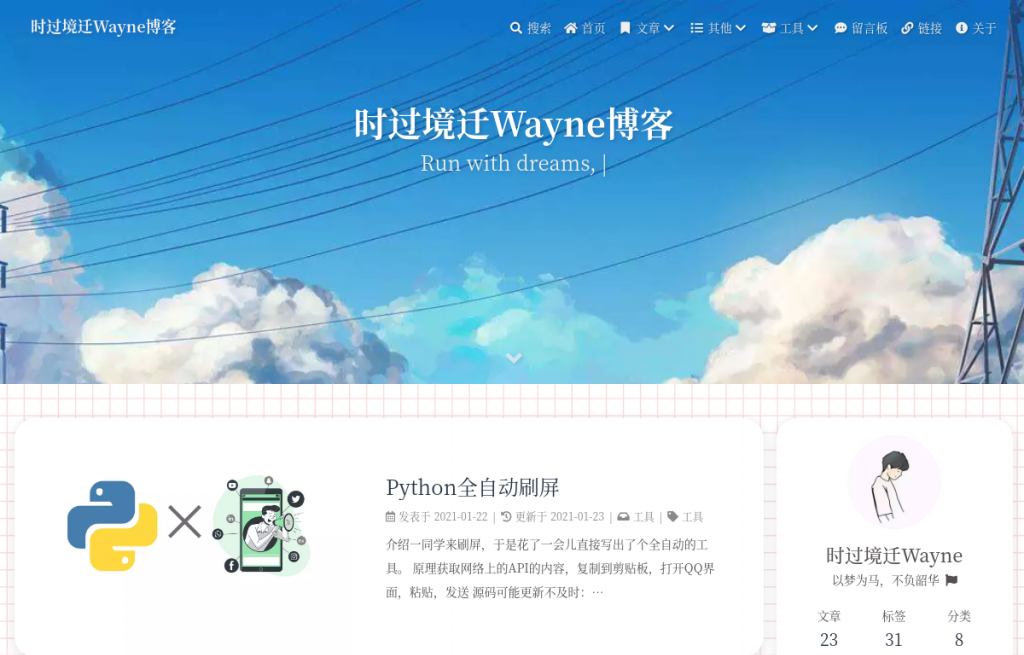 时过境迁Wayne博客
搜索 首页 文章 其他 工具 留言板 链接 关于
时过境迁Wayne博客
Run with dreams, |
Python全自动刷屏
发表于 2021-01-22 | 更新于 2021-01-23 | 工具 | 工具
介绍一同学来刷屏，于是花了一会儿直接写出了个全自动的工
具。 原理获取网络上的API的内容，复制到剪贴板，打开QQ界
面，粘贴，发送 源码可能更新不及时：…
时过境迁Wayne
以梦为马，不负韶华
文章 标签 分类
23 31 8